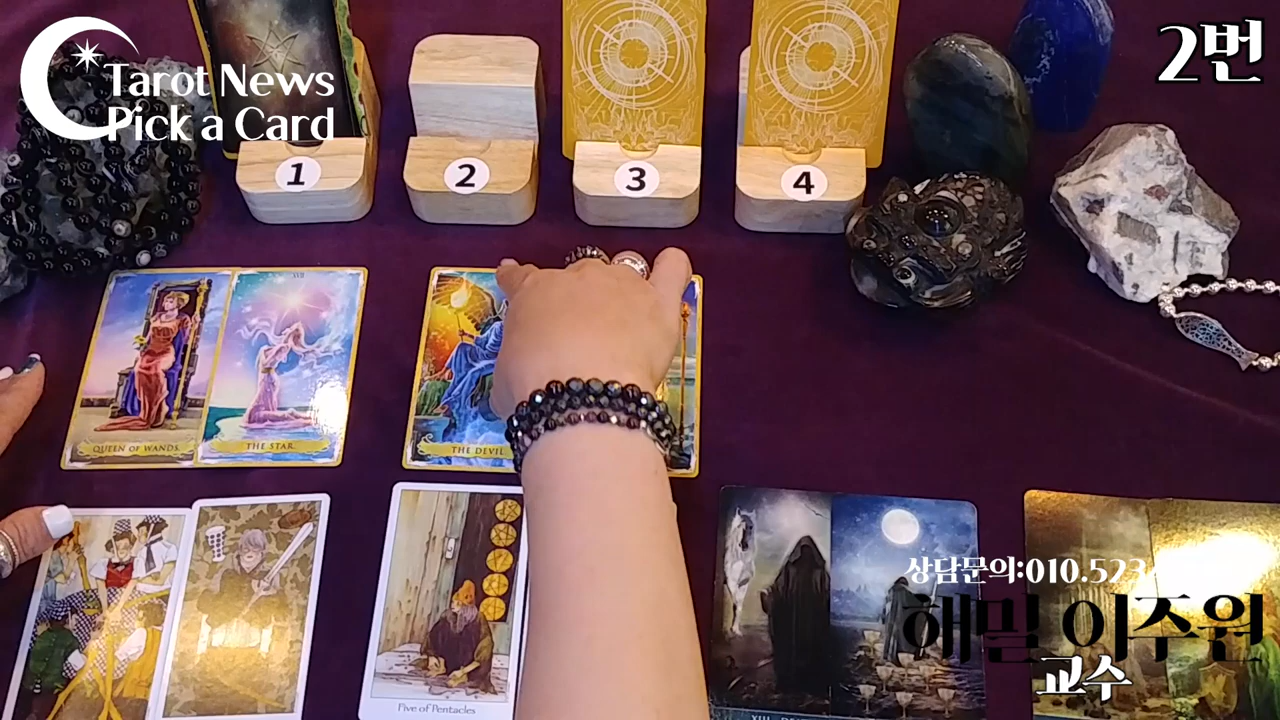 Tarot News
Pick a Card
2번
1
2
3
4
XVII
QUEEN OF WANDS
THE STAR
THE DEVIL
Five of Pentacles
상담문의:010.523
해밀 이주원
교수